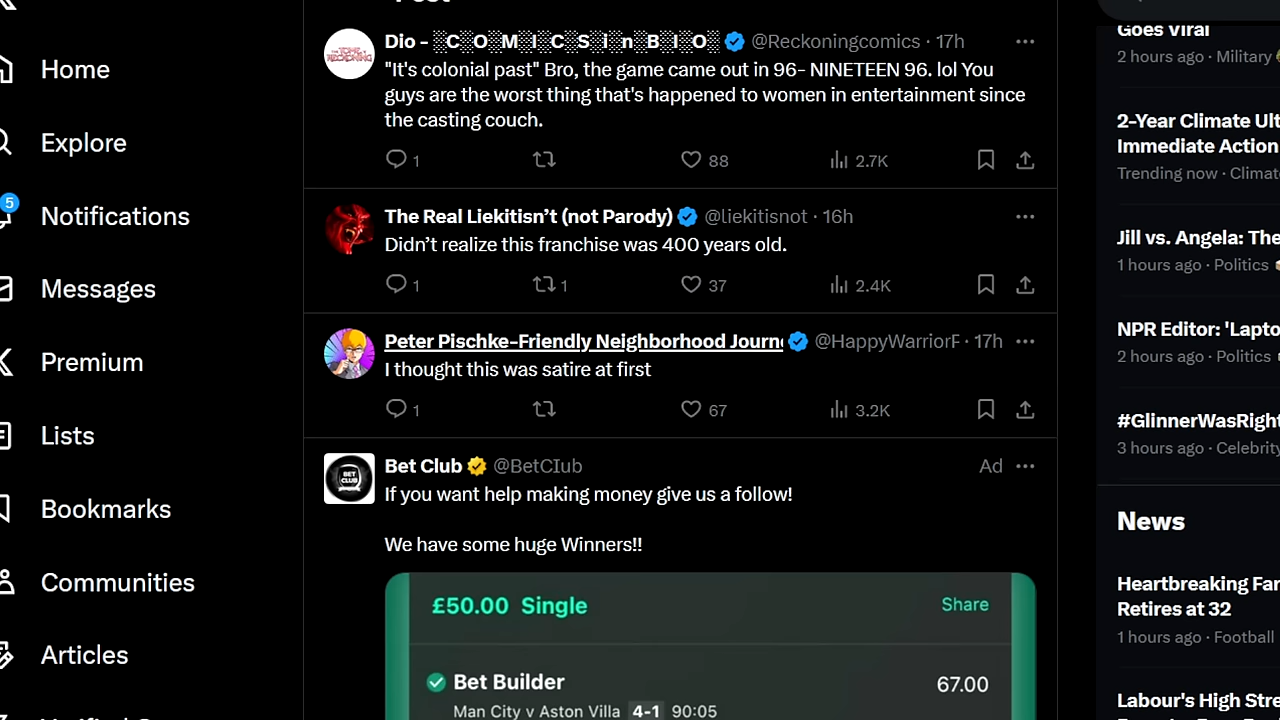 Home
Explore
5
Notifications
Messages
Premium
Lists
Bookmarks
Communities
Articles
Post
Dio - C O M I C S i n B I O @Reckoningcomics · 17h
"It's colonial past" Bro, the game came out in 96- NINETEEN 96. lol You
guys are the worst thing that's happened to women in entertainment since
the casting couch.
1 88 2.7K
The Real Liekitisn’t (not Parody) @liekitisnot · 16h
Didn’t realize this franchise was 400 years old.
1 1 37 2.4K
Peter Pischke-Friendly Neighborhood Journ @HappyWarriorF · 17h
I thought this was satire at first
1 67 3.2K
BET CLUB
Bet Club @BetCIub Ad
If you want help making money give us a follow!
We have some huge Winners!!
£50.00 Single Share
Bet Builder 67.00
Man City v Aston Villa 4-1 90:05
Goes Viral
2 hours ago · Military
2-Year Climate Ult
Immediate Action
Trending now · Climat
Jill vs. Angela: The
1 hours ago · Politics
NPR Editor: 'Lapto
2 hours ago · Politics
#GlinnerWasRight
3 hours ago · Celebrity
News
Heartbreaking Far
Retires at 32
1 hours ago · Football
Labour's High Stre